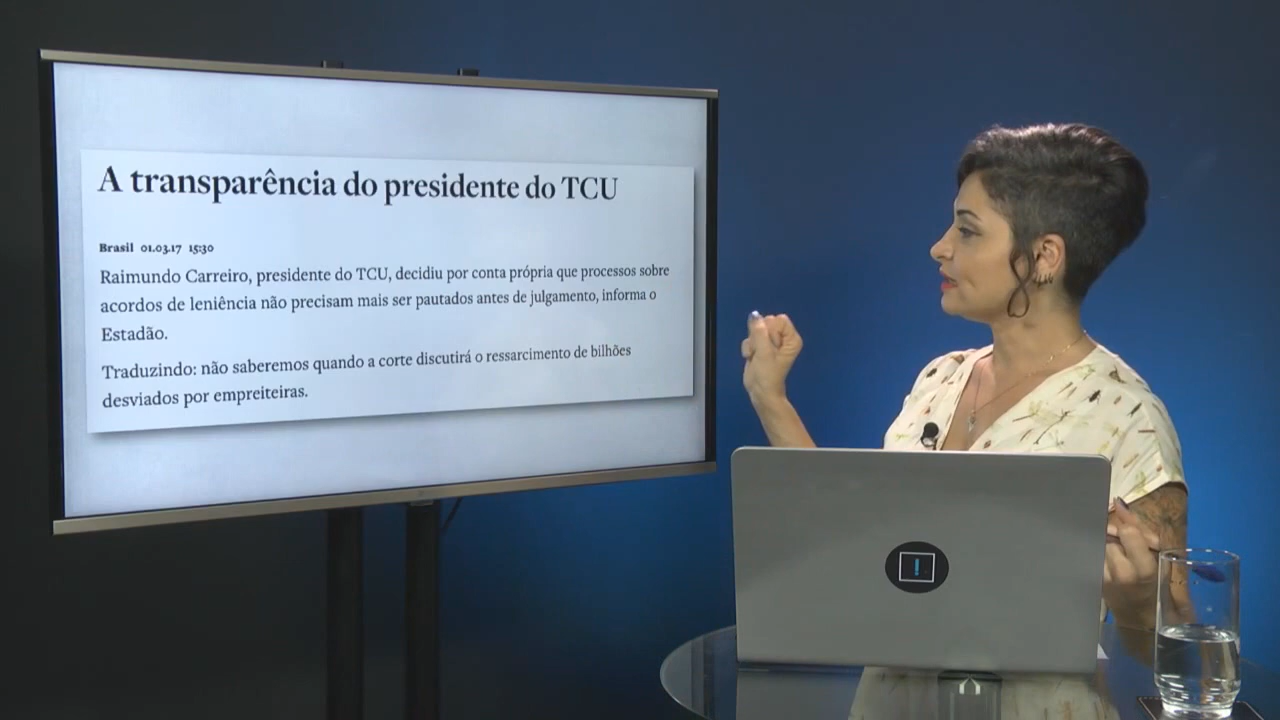 A transparência do presidente do TCU
Brasil 01.03.17 15:30
Raimundo Carreiro, presidente do TCU, decidiu por conta própria que processos sobre
acordos de leniência não precisam mais ser pautados antes de julgamento, informa o
Estadão.
Traduzindo: não saberemos quando a corte discutirá o ressarcimento de bilhões
desviados por empreiteiras.
!